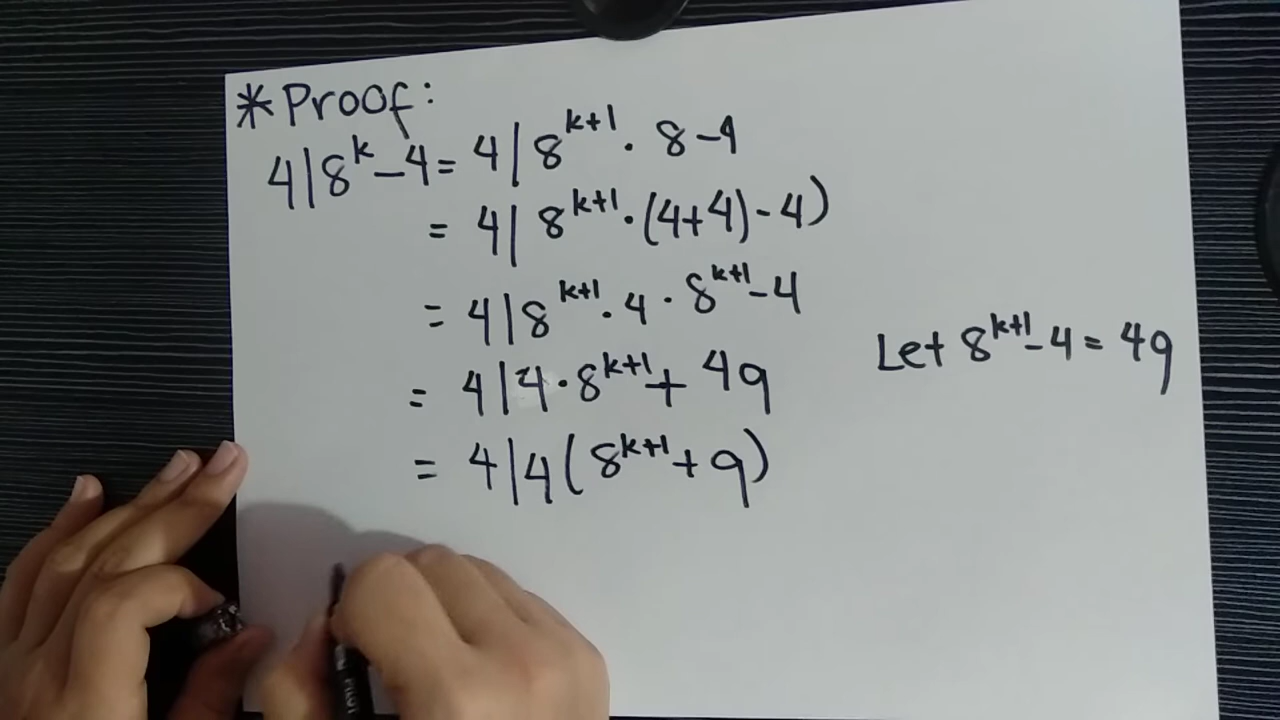 * Proof:
4|8^k-4 = 4|8^{k+1} · 8-4
= 4|8^{k+1} · (4+4)-4)
= 4|8^{k+1} · 4 · 8^{k+1}-4
Let 8^{k+1}-4 = 4q
= 4|4 · 8^{k+1} + 4q
= 4|4(8^{k+1} + q)
PILOT